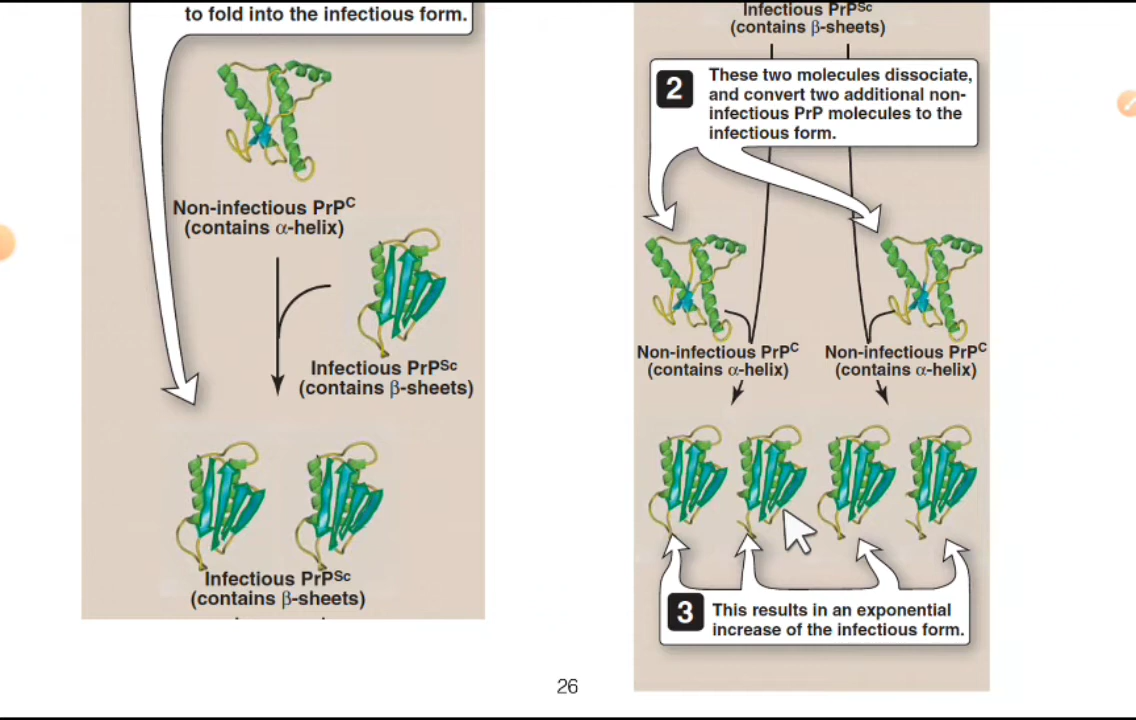 to fold into the infectious form.
Non-infectious PrPC
(contains α-helix)
Infectious PrPSc
(contains β-sheets)
Infectious PrPSc
(contains β-sheets)
Infectious PrPSc
(contains β-sheets)
2
These two molecules dissociate,
and convert two additional non-
infectious PrP molecules to the
infectious form.
Non-infectious PrPC
(contains α-helix)
Non-infectious PrPC
(contains α-helix)
3
This results in an exponential
increase of the infectious form.
26